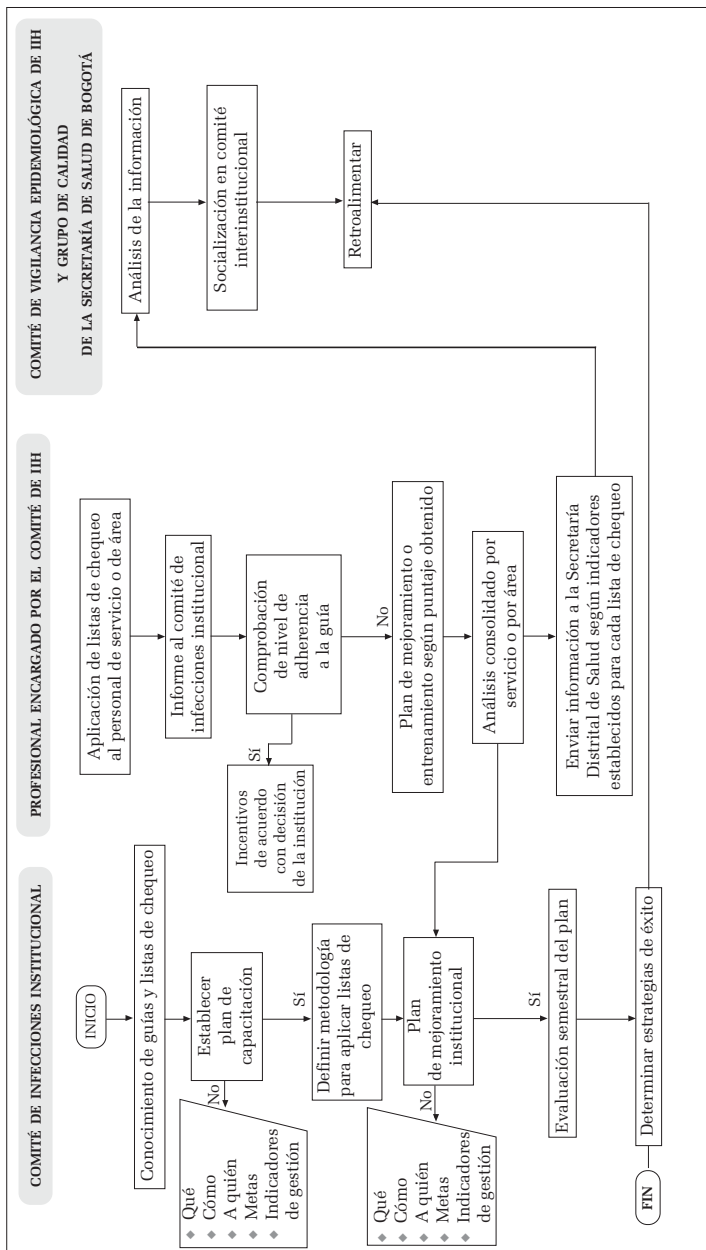 COMITÉ DE INFECCIONES INSTITUCIONAL
INICIO
Conocimiento de guías y listas de chequeo
Establecer
plan de
capacitación
No
◆ Qué
◆ Cómo
◆ A quién
◆ Metas
◆ Indicadores
de gestión
Sí
Definir metodología
para aplicar listas de
chequeo
Plan
de mejoramiento
institucional
No
◆ Qué
◆ Cómo
◆ A quién
◆ Metas
◆ Indicadores
de gestión
Sí
Evaluación semestral del plan
Determinar estrategias de éxito
FIN
PROFESIONAL ENCARGADO POR EL COMITÉ DE IIH
Aplicación de listas de chequeo
al personal de servicio o de área
Informe al comité de
infecciones institucional
Comprobación
de nivel de
adherencia
a la guía
Sí
Incentivos
de acuerdo
con decisión
de la institución
No
Plan de mejoramiento o
entrenamiento según puntaje obtenido
Análisis consolidado por
servicio o por área
Enviar información a la Secretaría
Distrital de Salud según indicadores
establecidos para cada lista de chequeo
COMITÉ DE VIGILANCIA EPIDEMIOLÓGICA DE IIH
Y GRUPO DE CALIDAD
DE LA SECRETARÍA DE SALUD DE BOGOTÁ
Análisis de la información
Socialización en comité
interinstitucional
Retroalimentar